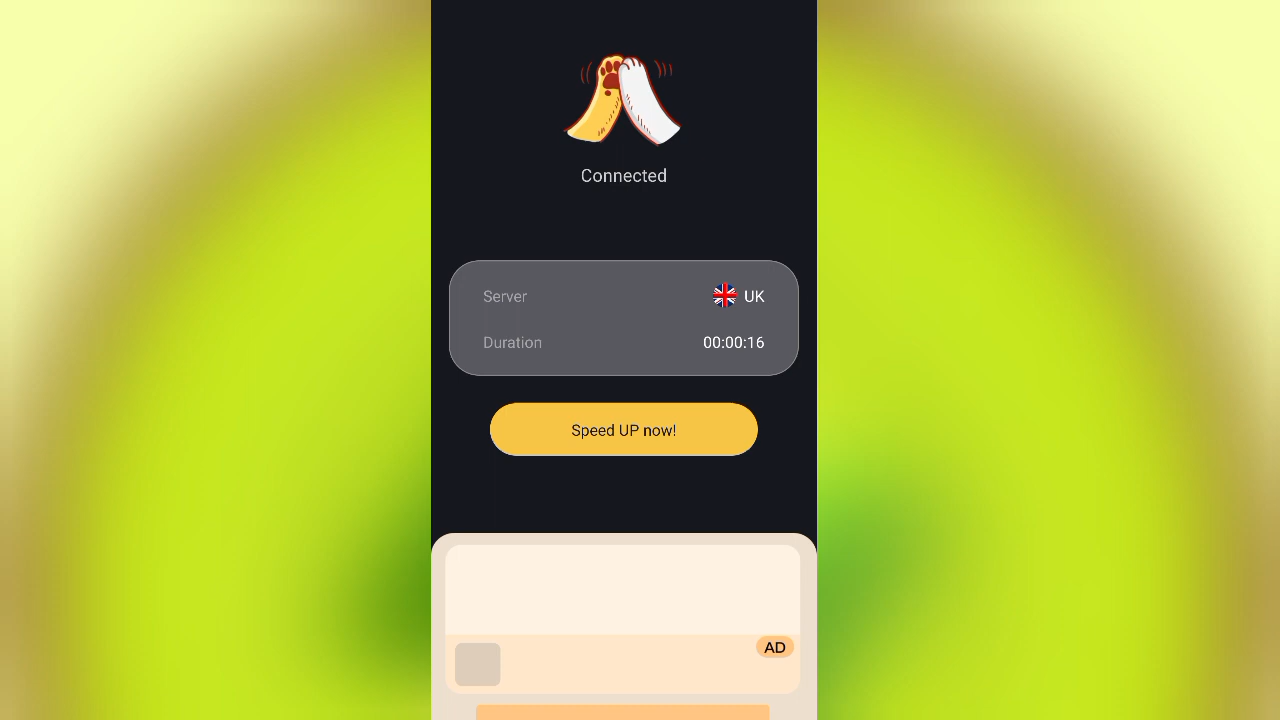 Connected
Server UK
Duration 00:00:16
Speed UP now!
AD